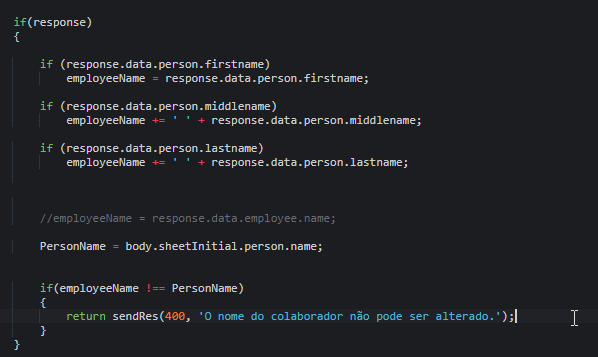 if(response)
{
if (response.data.person.firstname)
employeeName = response.data.person.firstname;
if (response.data.person.middlename)
employeeName += ' ' + response.data.person.middlename;
if (response.data.person.lastname)
employeeName += ' ' + response.data.person.lastname;
//employeeName = response.data.employee.name;
PersonName = body.sheetInitial.person.name;
if(employeeName !== PersonName)
{
return sendRes(400, 'O nome do colaborador não pode ser alterado.');
}
}